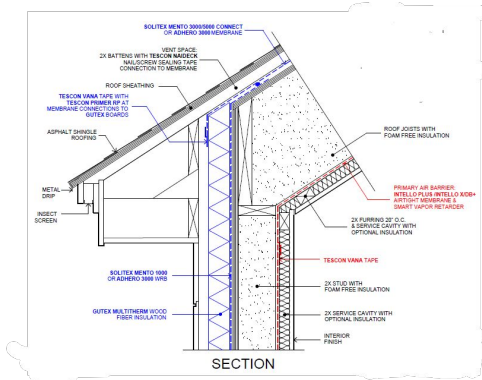 SOLITEX MENTO 3000/5000 CONNECT
OR ADHERO 3000 MEMBRANE
VENT SPACE:
2X BATTENS WITH TESCON NAIDECK
NAIL/SCREW SEALING TAPE
CONNECTION TO MEMBRANE
ROOF SHEATHING
TESCON VANA TAPE WITH
TESCON PRIMER RP AT
MEMBRANE CONNECTIONS TO
GUTEX BOARDS
ASPHALT SHINGLE
ROOFING
METAL
DRIP
INSECT
SCREEN
ROOF JOISTS WITH
FOAM FREE INSULATION
PRIMARY AIR BARRIER:
INTELLO PLUS /INTELLO X/DB+
AIRTIGHT MEMBRANE &
SMART VAPOR RETARDER
2X FURRING 20" O.C.
& SERVICE CAVITY WITH
OPTIONAL INSULATION
TESCON VANA TAPE
SOLITEX MENTO 1000
OR ADHERO 3000 WRB
2X STUD WITH
FOAM FREE INSULATION
GUTEX MULTITHERM WOOD
FIBER INSULATION
2X SERVICE CAVITY WITH
OPTIONAL INSULATION
INTERIOR
FINISH
SECTION